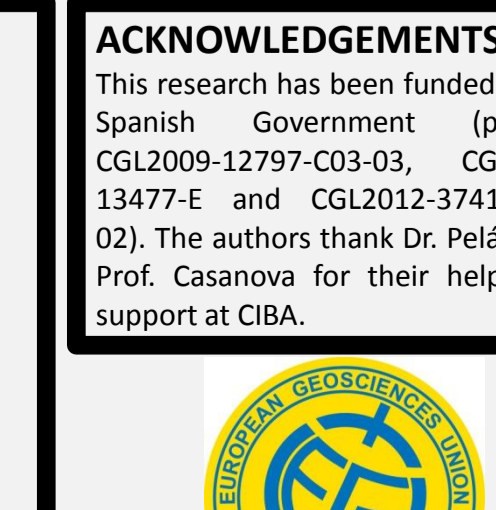 ACKNOWLEDGEMENTS
This research has been funded
Spanish Government (p
CGL2009-12797-C03-03, CG
13477-E and CGL2012-3741
02). The authors thank Dr. Pelá
Prof. Casanova for their help
support at CIBA.
EUROPEAN GEOSCIENCES UNION